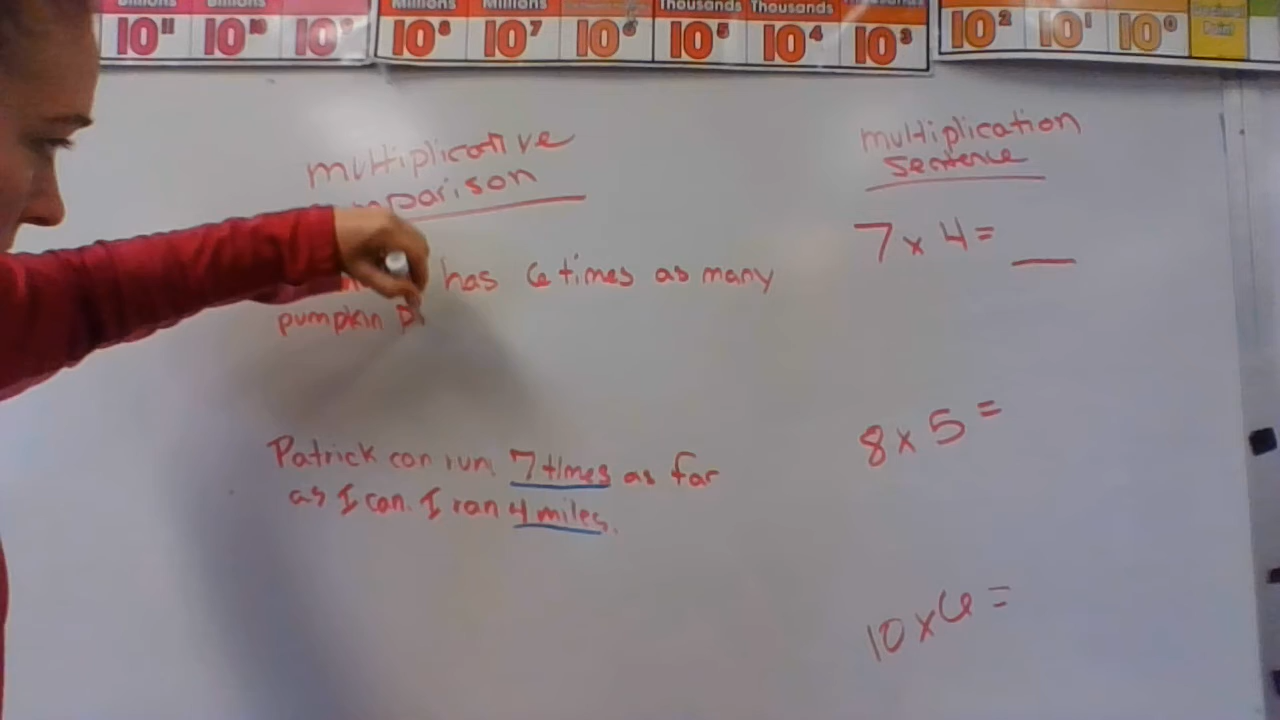 Billions Billions
10¹¹ 10¹⁰ 10⁹
Millions Millions Thousands Thousands
10⁸ 10⁷ 10⁶ 10⁵ 10⁴ 10³
10² 10¹ 10⁰ Decimal Point
multiplicative
comparison
has 6 times as many
pumpkin
Patrick can run 7 times as far
as I can. I ran 4 miles.
multiplication
sentence
7 x 4 = ___
8 x 5 =
10 x 6 =